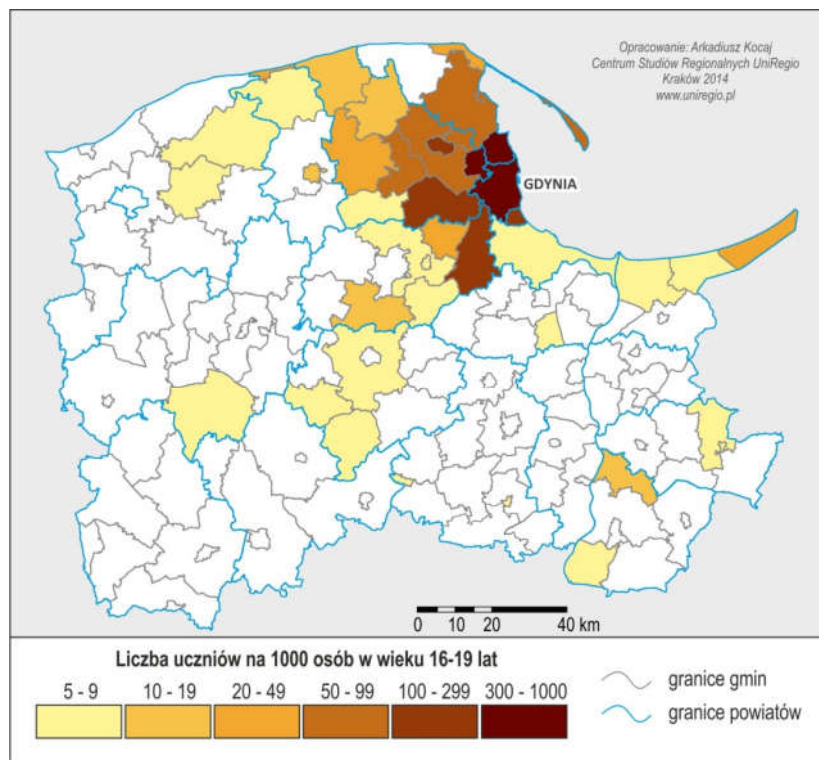 Opracowanie: Arkadiusz Kocaj
Centrum Studiów Regionalnych UniRegio
Kraków 2014
www.uniregio.pl
GDYNIA
0 10 20 40 km
Liczba uczniów na 1000 osób w wieku 16-19 lat
5 - 9 10 - 19 20 - 49 50 - 99 100 - 299 300 - 1000
granice gmin
granice powiatów